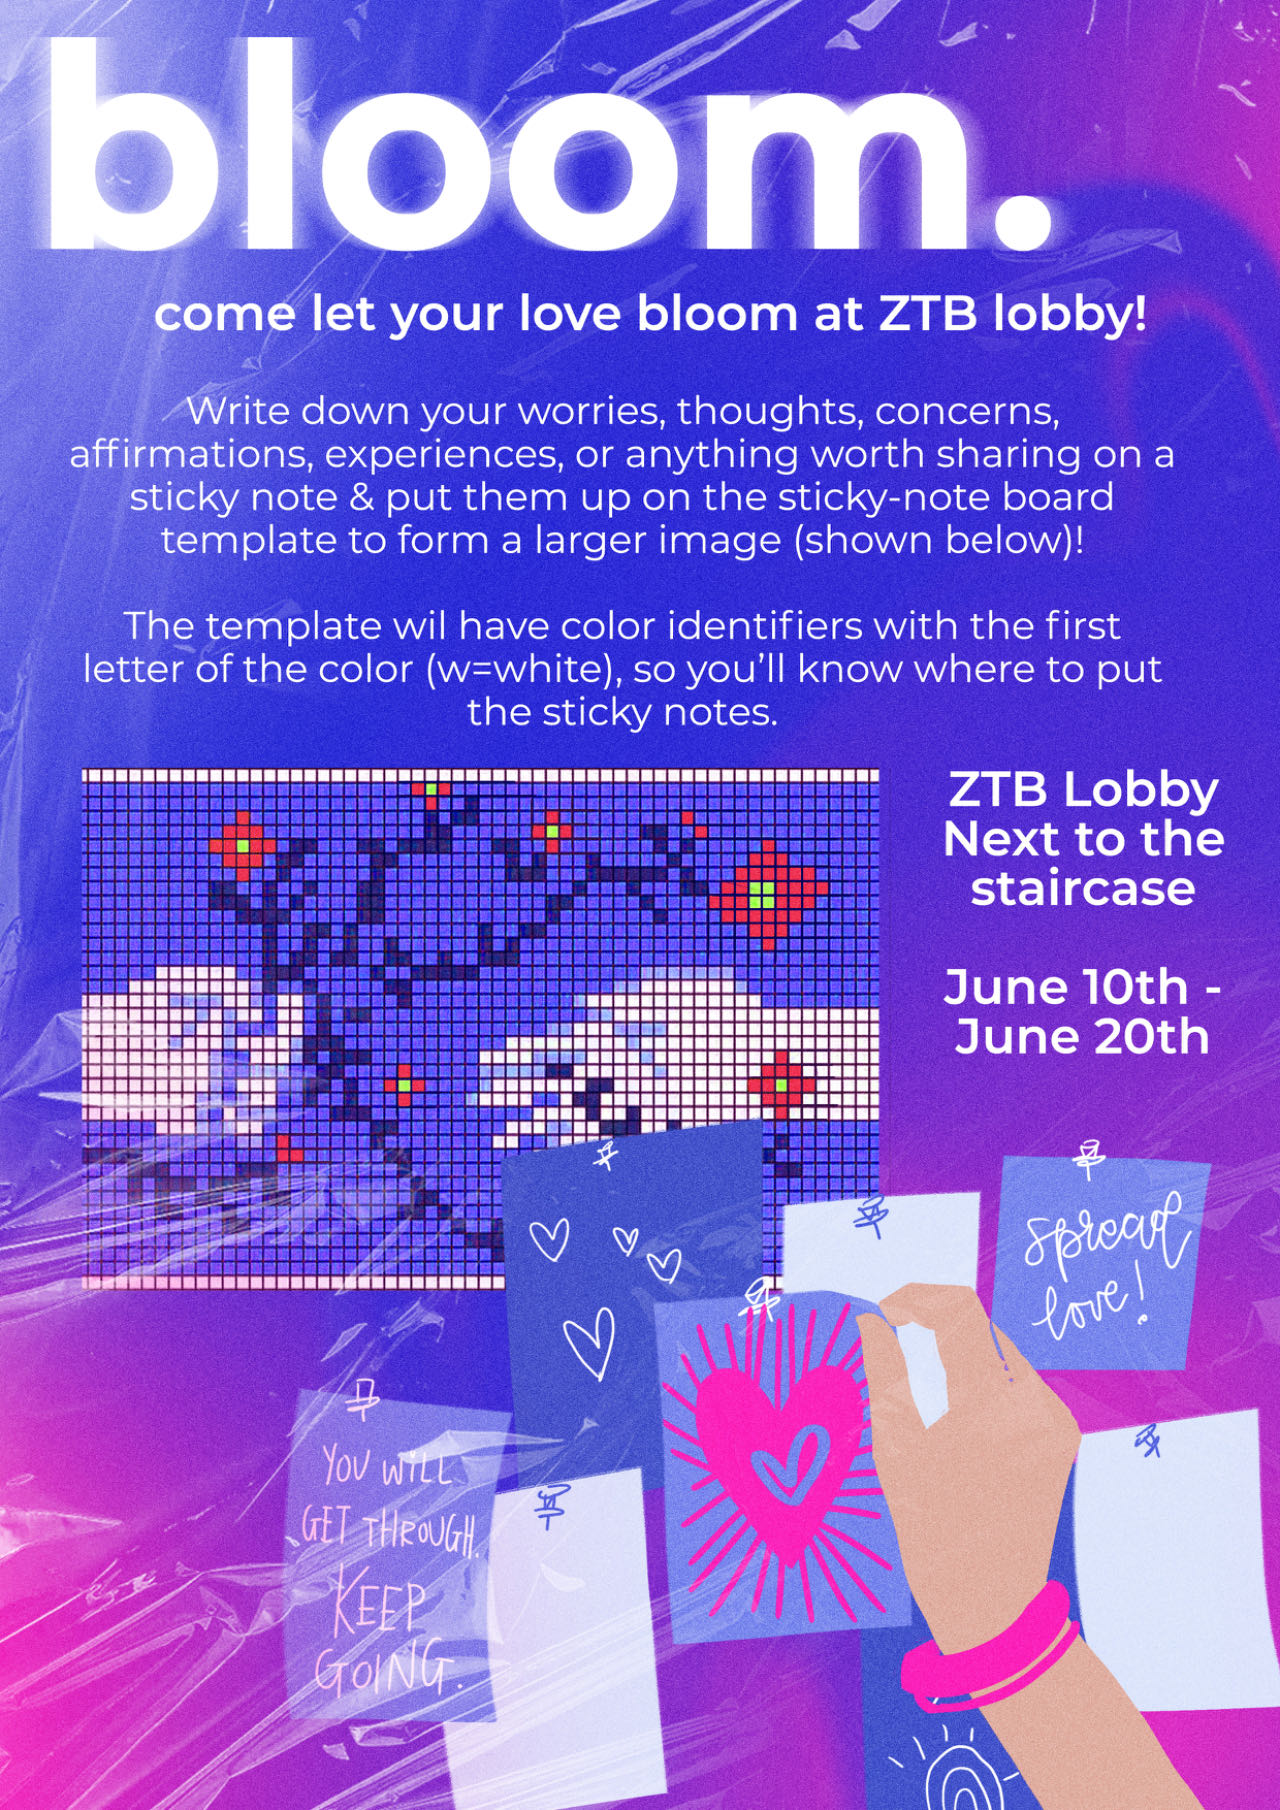 bloom.
come let your love bloom at ZTB lobby!
Write down your worries, thoughts, concerns,
affirmations, experiences, or anything worth sharing on a
sticky note & put them up on the sticky-note board
template to form a larger image (shown below)!
The template wil have color identifiers with the first
letter of the color (w=white), so you'll know where to put
the sticky notes.
ZTB Lobby
Next to the
staircase
June 10th -
June 20th
spread
love!
YOU WILL
GET THROUGH.
KEEP
GOING.